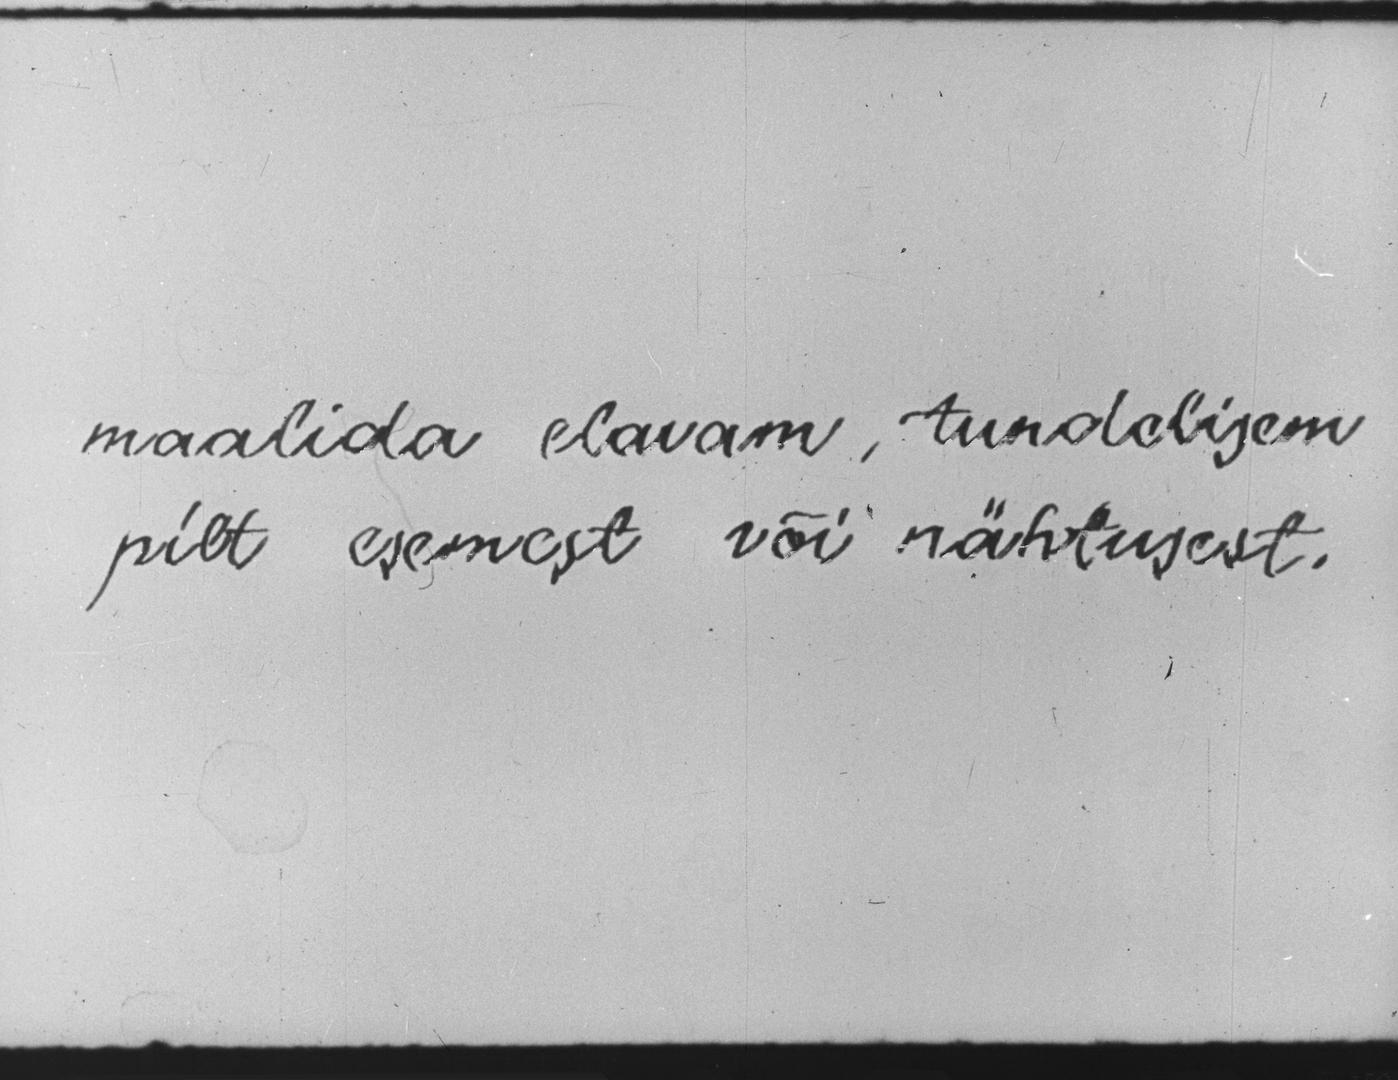 maalida elavam, tundelisem
pilt esemest või nähtusest.